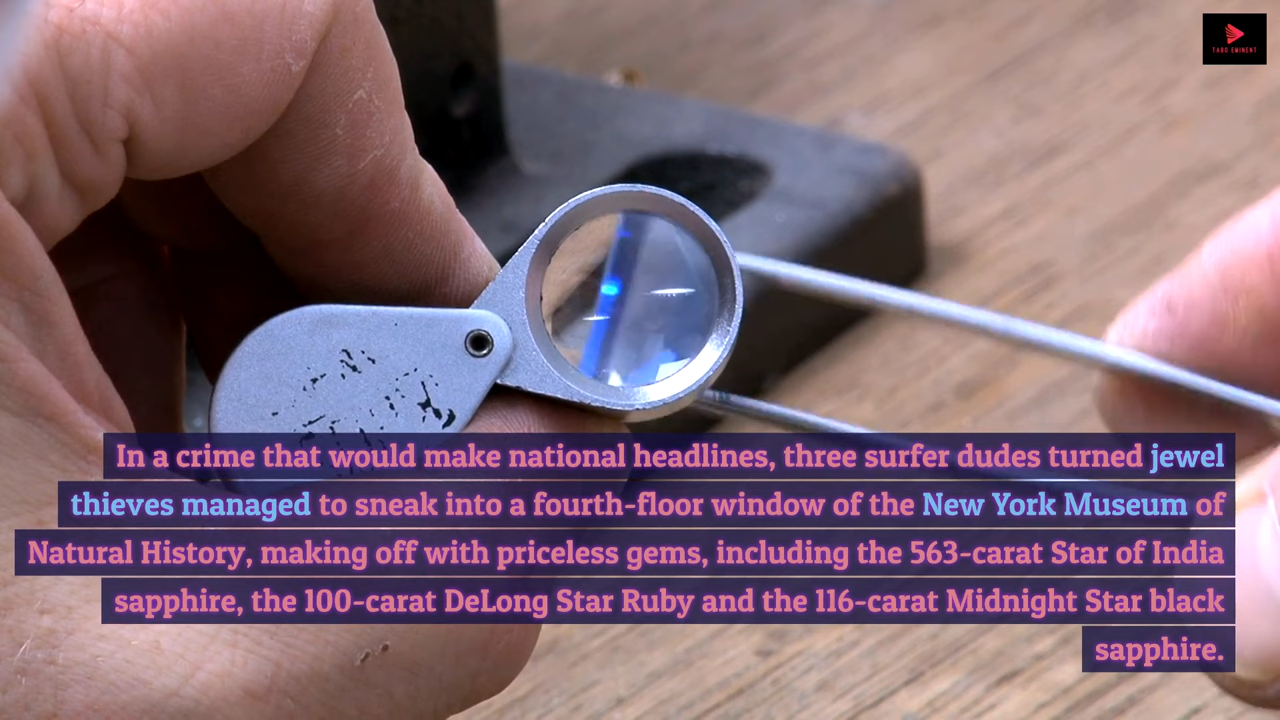 TABD EMINENT
In a crime that would make national headlines, three surfer dudes turned jewel
thieves managed to sneak into a fourth-floor window of the New York Museum of
Natural History, making off with priceless gems, including the 563-carat Star of India
sapphire, the 100-carat DeLong Star Ruby and the 116-carat Midnight Star black
sapphire.